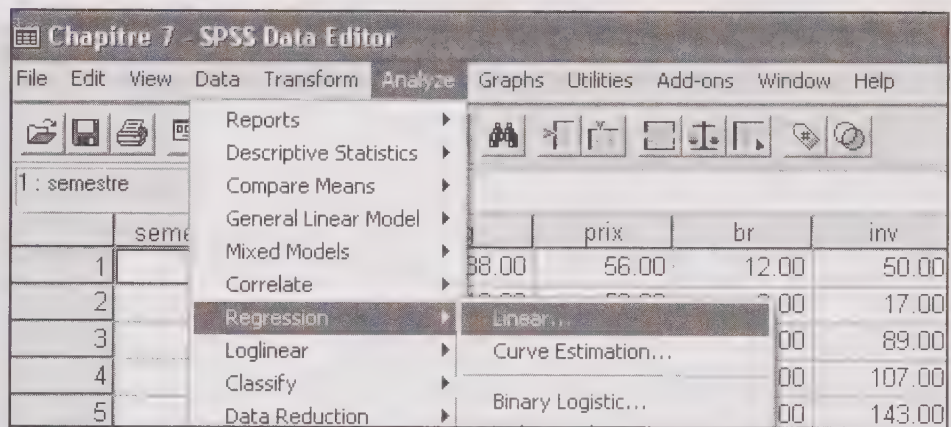 Chapitre 7 - SPSS Data Editor
File Edit View Data Transform Analyze Graphs Utilities Add-ons Window Help
1 : semestre
Reports
Descriptive Statistics
Compare Means
General Linear Model
Mixed Models
Correlate
Regression
Loglinear
Classify
Data Reduction
Linear...
Curve Estimation...
Binary Logistic...
prix br inv
1 56.00 12.00 50.00
2 17.00
3 89.00
4 107.00
5 143.00